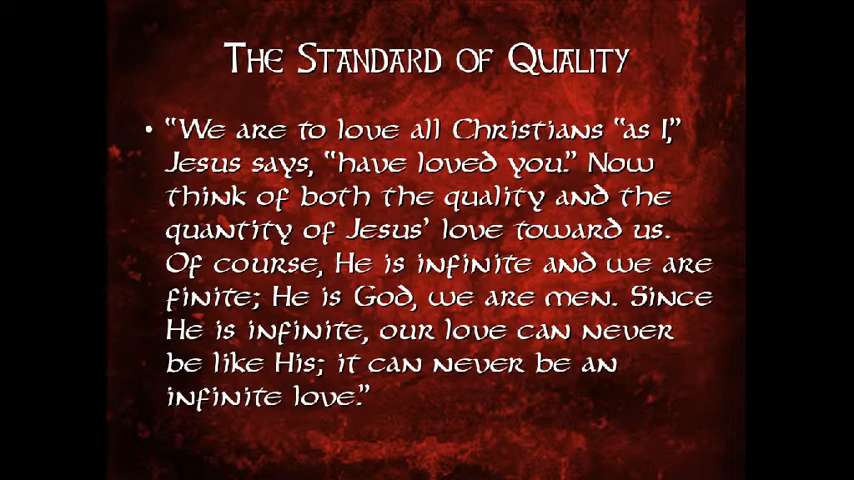 The Standard of Quality
• "We are to love all Christians "as I,"
Jesus says, "have loved you." Now
think of both the quality and the
quantity of Jesus' love toward us.
Of course, He is infinite and we are
finite; He is God, we are men. Since
He is infinite, our love can never
be like His; it can never be an
infinite love."